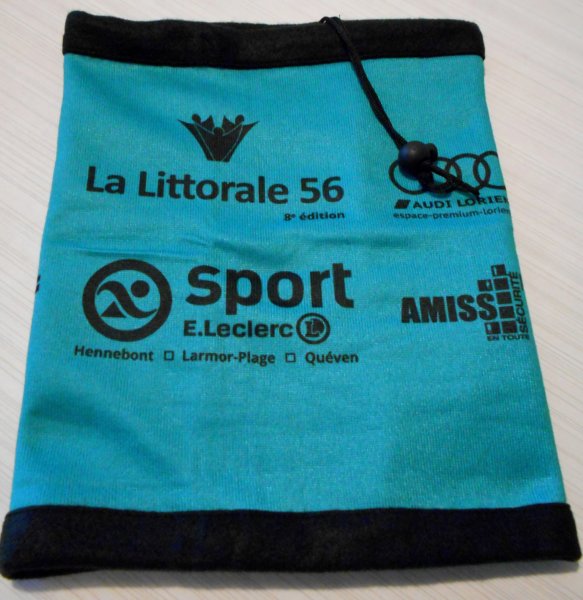 La Littorale 56
8e édition
AUDI LORIEN
espace-premium-lorien
Sport
E.Leclerc L
Hennebont □ Larmor-Plage □ Quéven
AMISS
SÉCURITÉ
EN TOUTE